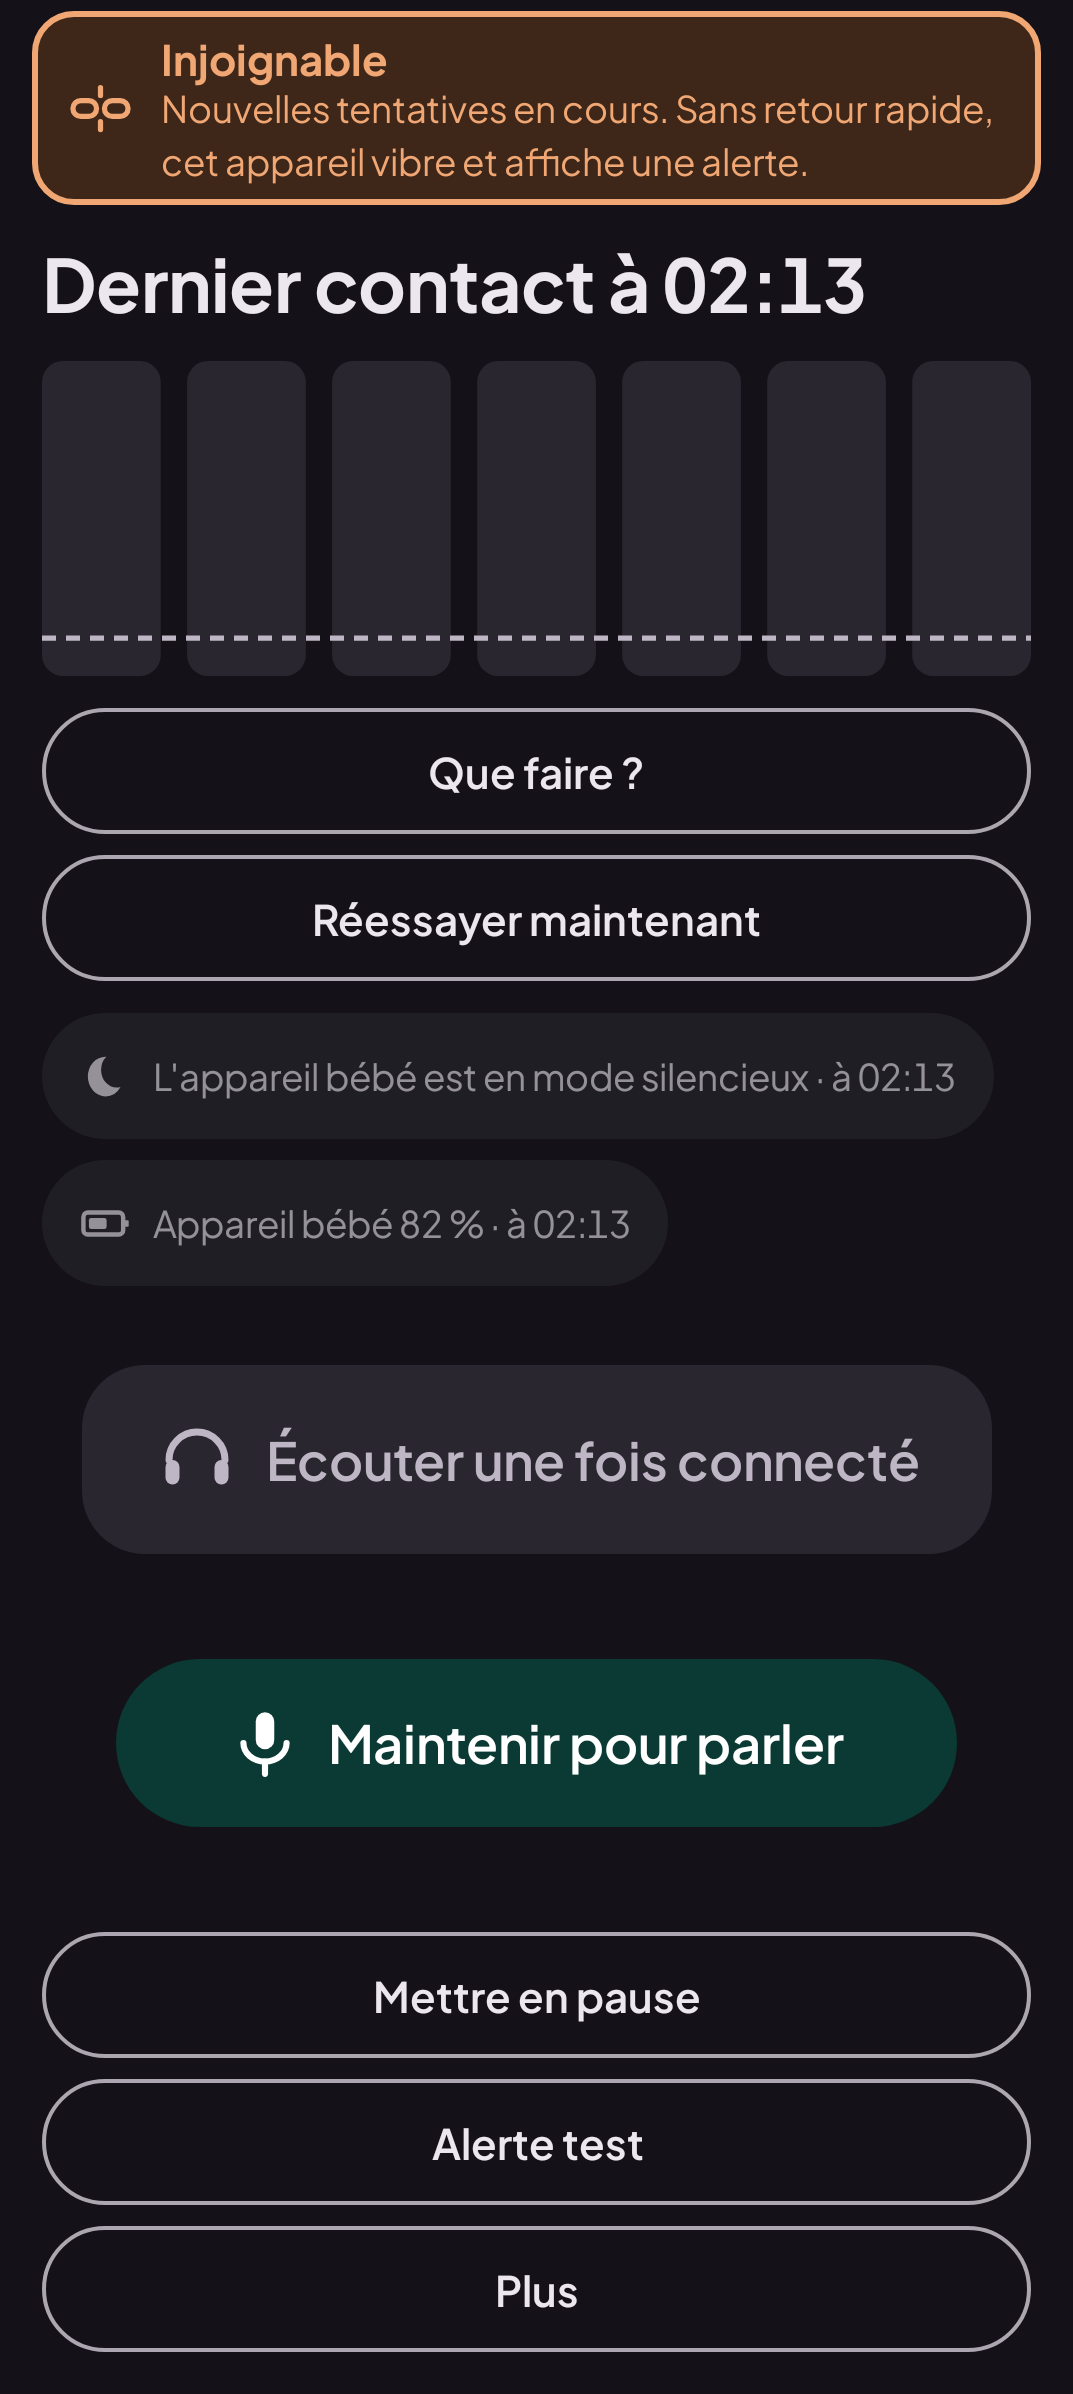 Injoignable
Nouvelles tentatives en cours. Sans retour rapide,
cet appareil vibre et affiche une alerte.
Dernier contact à 02:13
Que faire ?
Réessayer maintenant
L'appareil bébé est en mode silencieux · à 02:13
Appareil bébé 82 % · à 02:13
Écouter une fois connecté
Maintenir pour parler
Mettre en pause
Alerte test
Plus